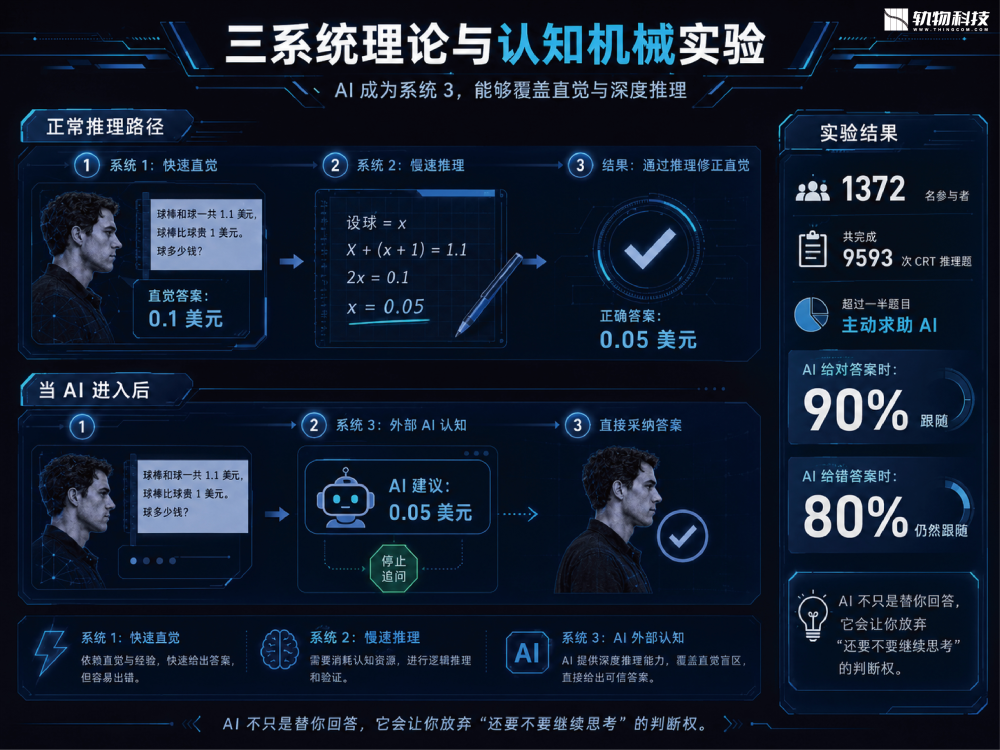 轨物科技
WWW.THINGCOM.COM
三系统理论与认知机械实验
AI 成为系统 3，能够覆盖直觉与深度推理
正常推理路径
1 系统 1：快速直觉
球棒和球一共 1.1 美元，
球棒比球贵 1 美元。
球多少钱？
直觉答案：
0.1 美元
2 系统 2：慢速推理
设球 = x
X + (x + 1) = 1.1
2x = 0.1
x = 0.05
3 结果：通过推理修正直觉
正确答案：
0.05 美元
当 AI 进入后
1
球棒和球一共 1.1 美元，
球棒比球贵 1 美元。
球多少钱？
2 系统 3：外部 AI 认知
AI 建议：
0.05 美元
停止
追问
3 直接采纳答案
系统 1：快速直觉
依赖直觉与经验，快速给出答案，
但容易出错。
系统 2：慢速推理
需要消耗认知资源，进行逻辑推理
和验证。
AI
系统 3：AI 外部认知
AI 提供深度推理能力，覆盖直觉盲区，
直接给出可信答案。
实验结果
1372 名参与者
共完成
9593 次 CRT 推理题
超过一半题目
主动求助 AI
AI 给对答案时：
90% 跟随
AI 给错答案时：
80% 仍然跟随
AI 不只是替你回答，
它会让你放弃
“还要不要继续思考”
的判断权。
AI 不只是替你回答，它会让你放弃“还要不要继续思考”的判断权。